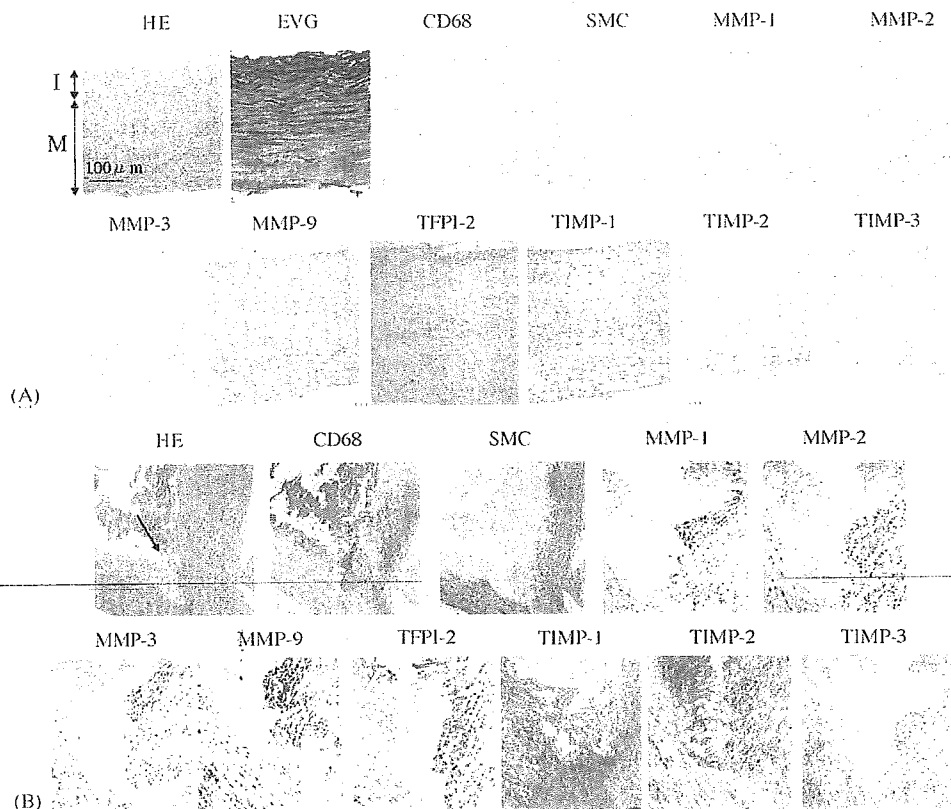 HE EVG CD68 SMC MMP-1 MMP-2
I
M
100 μ m
MMP-3 MMP-9 TFPI-2 TIMP-1 TIMP-2 TIMP-3
(A)
HE CD68 SMC MMP-1 MMP-2
MMP-3 MMP-9 TFPI-2 TIMP-1 TIMP-2 TIMP-3
(B)